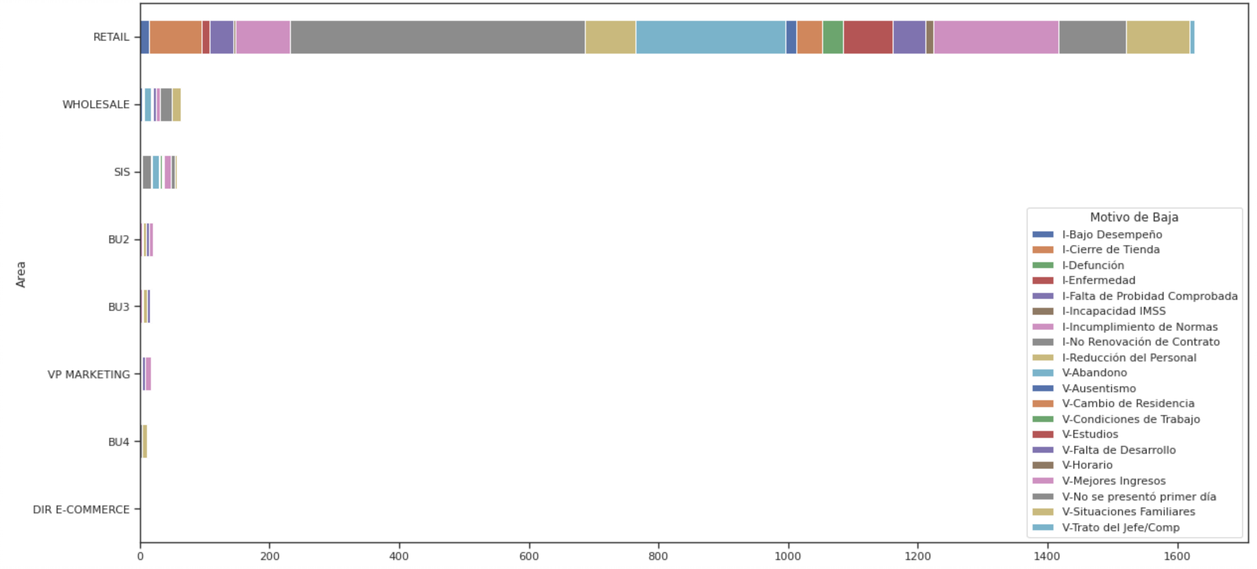 RETAIL
WHOLESALE
SIS
BU2
BU3
VP MARKETING
BU4
DIR E-COMMERCE
Area
0 200 400 600 800 1000 1200 1400 1600
Motivo de Baja
I-Bajo Desempeño
I-Cierre de Tienda
I-Defunción
I-Enfermedad
I-Falta de Probidad Comprobada
I-Incapacidad IMSS
I-Incumplimiento de Normas
I-No Renovación de Contrato
I-Reducción del Personal
V-Abandono
V-Ausentismo
V-Cambio de Residencia
V-Condiciones de Trabajo
V-Estudios
V-Falta de Desarrollo
V-Horario
V-Mejores Ingresos
V-No se presentó primer día
V-Situaciones Familiares
V-Trato del Jefe/Comp